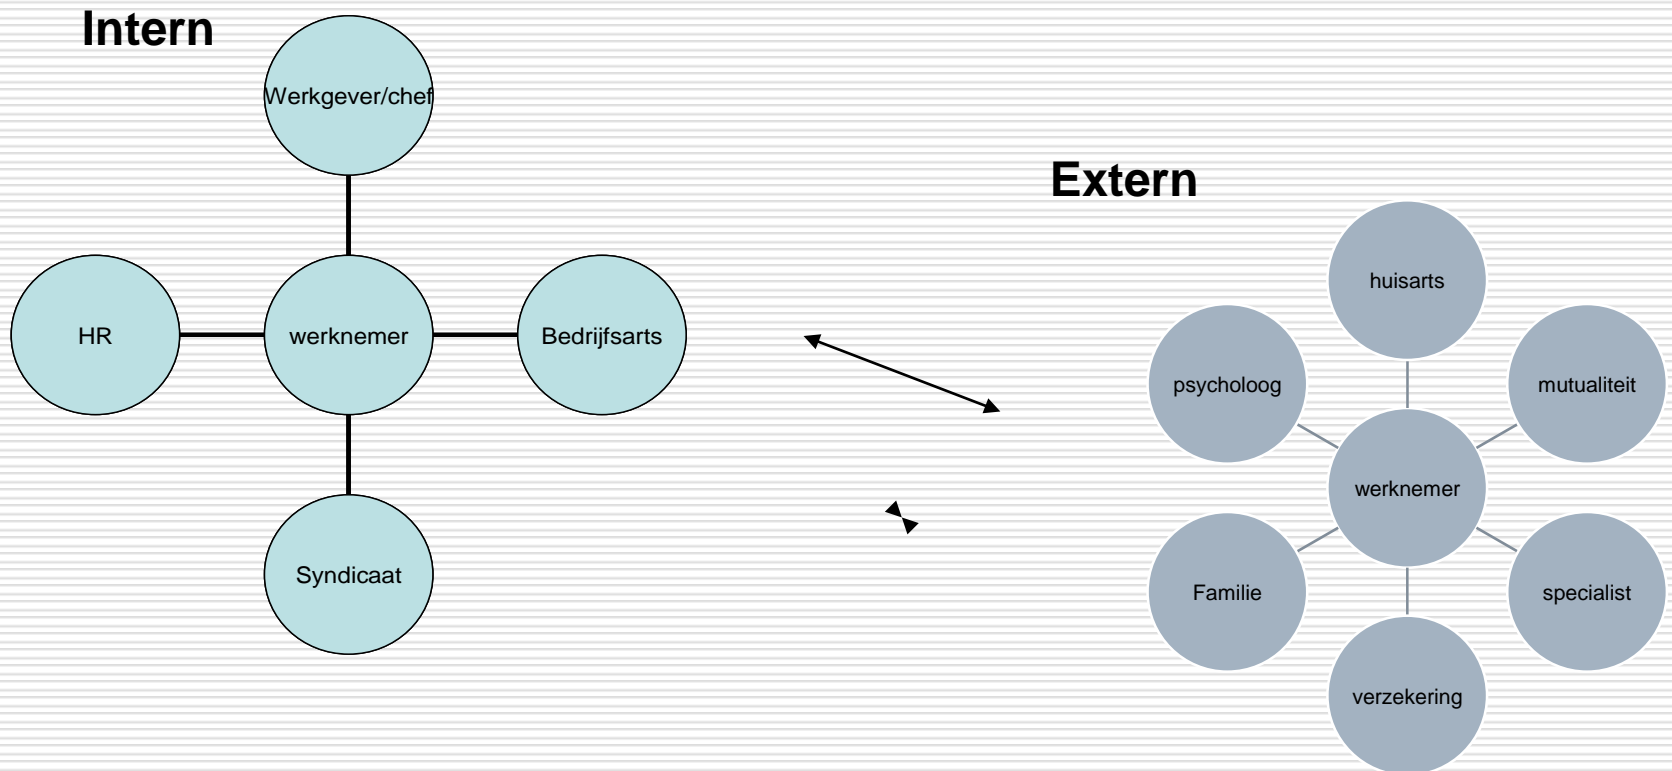 Intern
Werkgever/chef
HR
werknemer
Bedrijfsarts
Syndicaat
Extern
huisarts
psycholoog
mutualiteit
werknemer
Familie
specialist
verzekering